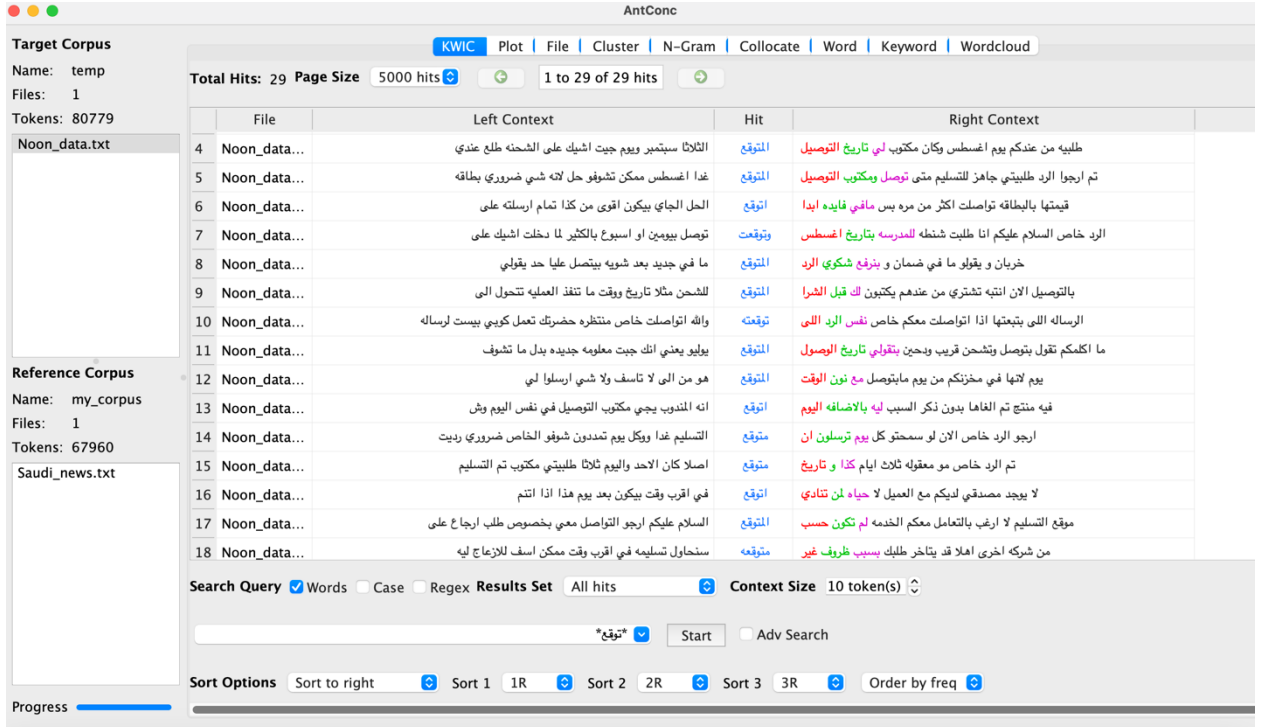 AntConc
Target Corpus
Name: temp
Files: 1
Tokens: 80779
Noon_data.txt
Reference Corpus
Name: my_corpus
Files: 1
Tokens: 67960
Saudi_news.txt
Progress
KWIC Plot File Cluster N-Gram Collocate Word Keyword Wordcloud
Total Hits: 29 Page Size 5000 hits 1 to 29 of 29 hits
File Left Context Hit Right Context
4 Noon_data... الثلاثا سبتمبر ويوم جيت اشيك على الشحنه طلع عندي المتوقع طلبيه من عندكم يوم اغسطس وكان مكتوب لي تاريخ التوصيل
5 Noon_data... غدا اغسطس ممكن تشوفو حل لانه شي ضروري بطاقه المتوقع تم ارجوا الرد طلبيتي جاهز للتسليم متى توصل ومكتوب التوصيل
6 Noon_data... الحل الجاي بيكون اقوى من كذا تمام ارسلته على اتوقع قيمتها بالبطاقه تواصلت اكثر من مره بس مافي فايده ابدا
7 Noon_data... توصل بيومين او اسبوع بالكثير لما دخلت اشيك على وتوقعت الرد خاص السلام عليكم انا طلبت شنطه للمدرسه بتاريخ اغسطس
8 Noon_data... ما في جديد بعد شويه بيتصل عليا حد يقولي المتوقع خربان و يقولو ما في ضمان و بنرفع شكوي الرد
9 Noon_data... للشحن مثلا تاريخ ووقت ما تنفذ العمليه تتحول الى المتوقع بالتوصيل الان انتبه تشتري من عندهم يكتبون لك قبل الشرا
10 Noon_data... والله اتواصلت خاص منتظره حضرتك تعمل كوبي بيست لرساله توقعته الرساله اللى بتبعتها اذا اتواصلت معكم خاص نفس الرد اللى
11 Noon_data... يوليو يعني انك جبت معلومه جديده بدل ما تشوف المتوقع ما اكلمكم تقول بتوصل وتشحن قريب ودحين بتقولي تاريخ الوصول
12 Noon_data... هو من الى لا تاسف ولا شي ارسلوا لي المتوقع يوم لانها في مخزنكم من يوم مابتوصل مع نون الوقت
13 Noon_data... انه المندوب يجي مكتوب التوصيل في نفس اليوم وش اتوقع فيه منتج تم الغاها بدون ذكر السبب ليه بالاضافه اليوم
14 Noon_data... التسليم غدا ووكل يوم تمددون شوفو الخاص ضروري رديت متوقع ارجو الرد خاص الان لو سمحتو كل يوم ترسلون ان
15 Noon_data... اصلا كان الاحد واليوم ثلاثا طلبيتي مكتوب تم التسليم متوقع تم الرد خاص مو معقوله ثلاث ايام كذا و تاريخ
16 Noon_data... في اقرب وقت بيكون بعد يوم هذا اذا اتنم اتوقع لا يوجد مصدقي لديكم مع العميل لا حياه لمن تنادي
17 Noon_data... السلام عليكم ارجو التواصل معي بخصوص طلب ارجاع على المتوقع موقع التسليم لا ارغب بالتعامل معكم الخدمه لم تكون حسب
18 Noon_data... سنحاول تسليمه في اقرب وقت ممكن اسف للازعاج ليه متوقعه من شركه اخرى اهلا قد يتاخر طلبك بسبب ظروف غير
Search Query Words Case Regex Results Set All hits Context Size 10 token(s)
*توقع* Start Adv Search
Sort Options Sort to right Sort 1 1R Sort 2 2R Sort 3 3R Order by freq